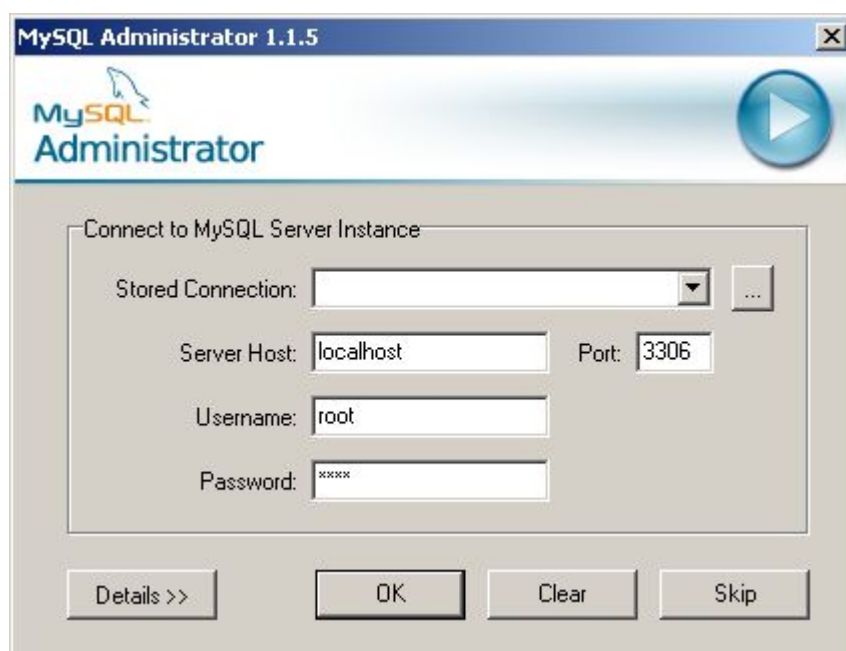 MySQL Administrator 1.1.5
MySQL
Administrator
Connect to MySQL Server Instance
Stored Connection:
...
Server Host: localhost Port: 3306
Username: root
Password: ****
Details >> OK Clear Skip